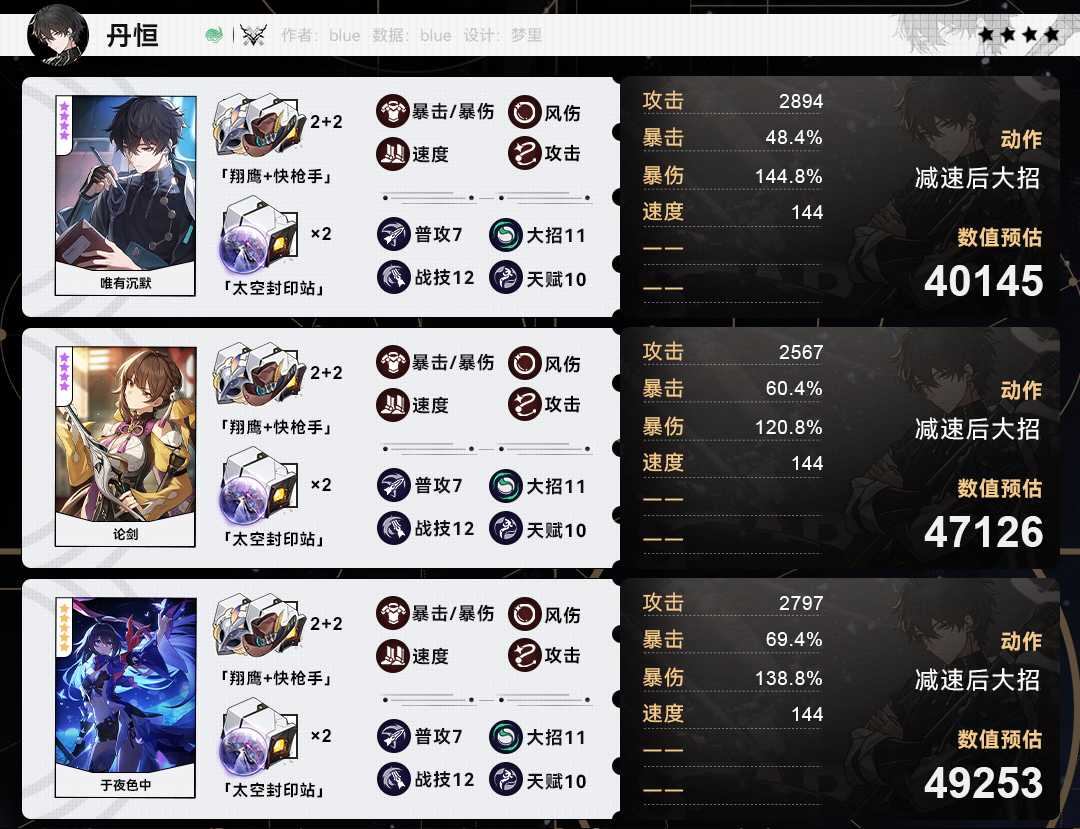 丹恒
作者: blue 数据: blue 设计: 梦里
唯有沉默
2+2
「翔鹰+快枪手」
×2
「太空封印站」
暴击/暴伤 风伤
速度 攻击
普攻7 大招11
战技12 天赋10
攻击 2894
暴击 48.4%
暴伤 144.8%
速度 144
——
——
动作
减速后大招
数值预估
40145
论剑
2+2
「翔鹰+快枪手」
×2
「太空封印站」
暴击/暴伤 风伤
速度 攻击
普攻7 大招11
战技12 天赋10
攻击 2567
暴击 60.4%
暴伤 120.8%
速度 144
——
——
动作
减速后大招
数值预估
47126
于夜色中
2+2
「翔鹰+快枪手」
×2
「太空封印站」
暴击/暴伤 风伤
速度 攻击
普攻7 大招11
战技12 天赋10
攻击 2797
暴击 69.4%
暴伤 138.8%
速度 144
——
——
动作
减速后大招
数值预估
49253